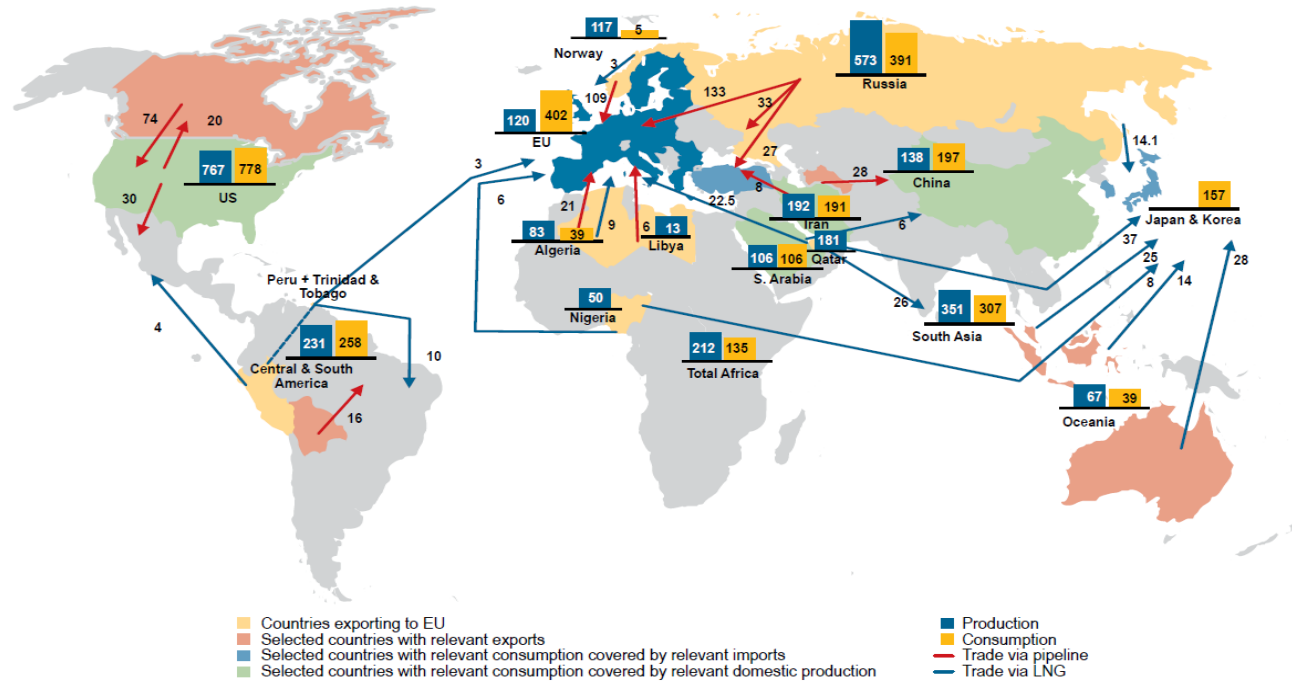 117
5
Norway
3
109
573
391
Russia
133
33
27
120
402
EU
74
20
767
778
US
30
3
6
21
9
6
83
39
Algeria
13
Libya
22.5
8
28
138
197
China
14.1
157
Japan & Korea
192
191
Iran
6
181
Qatar
106
106
S. Arabia
37
25
8
14
28
26
351
307
South Asia
50
Nigeria
212
135
Total Africa
Peru + Trinidad &
Tobago
4
10
231
258
Central & South
America
16
67
39
Oceania
Countries exporting to EU
Selected countries with relevant exports
Selected countries with relevant consumption covered by relevant imports
Selected countries with relevant consumption covered by relevant domestic production
Production
Consumption
Trade via pipeline
Trade via LNG